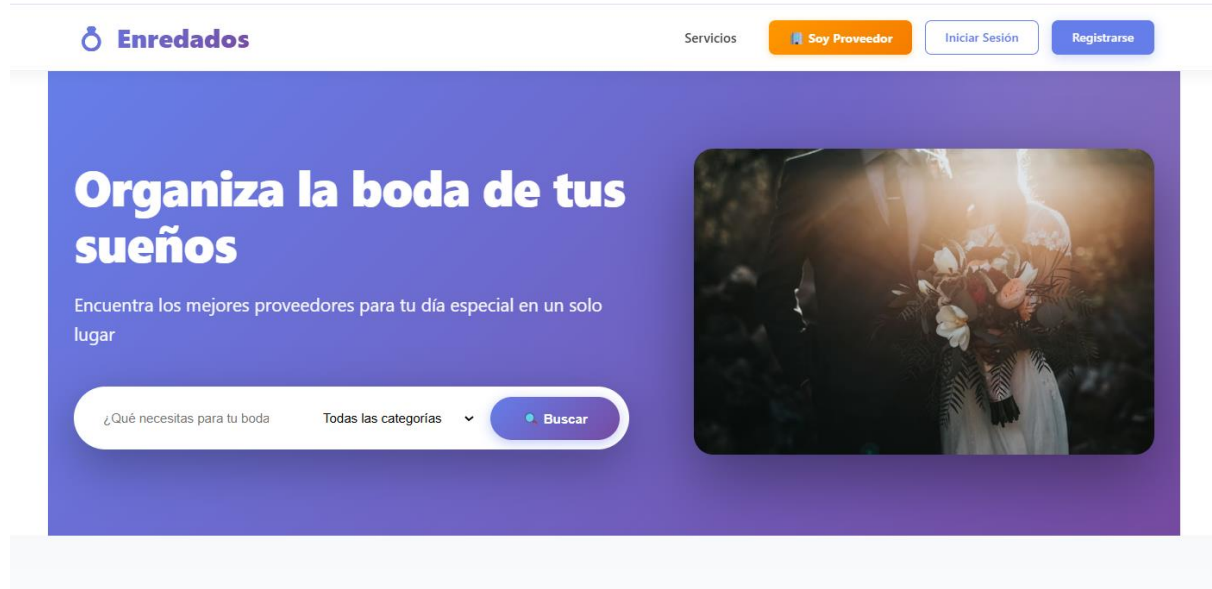 Enredados
Servicios
Soy Proveedor
Iniciar Sesión
Registrarse
Organiza la boda de tus
sueños
Encuentra los mejores proveedores para tu día especial en un solo
lugar
¿Qué necesitas para tu boda
Todas las categorías
Buscar